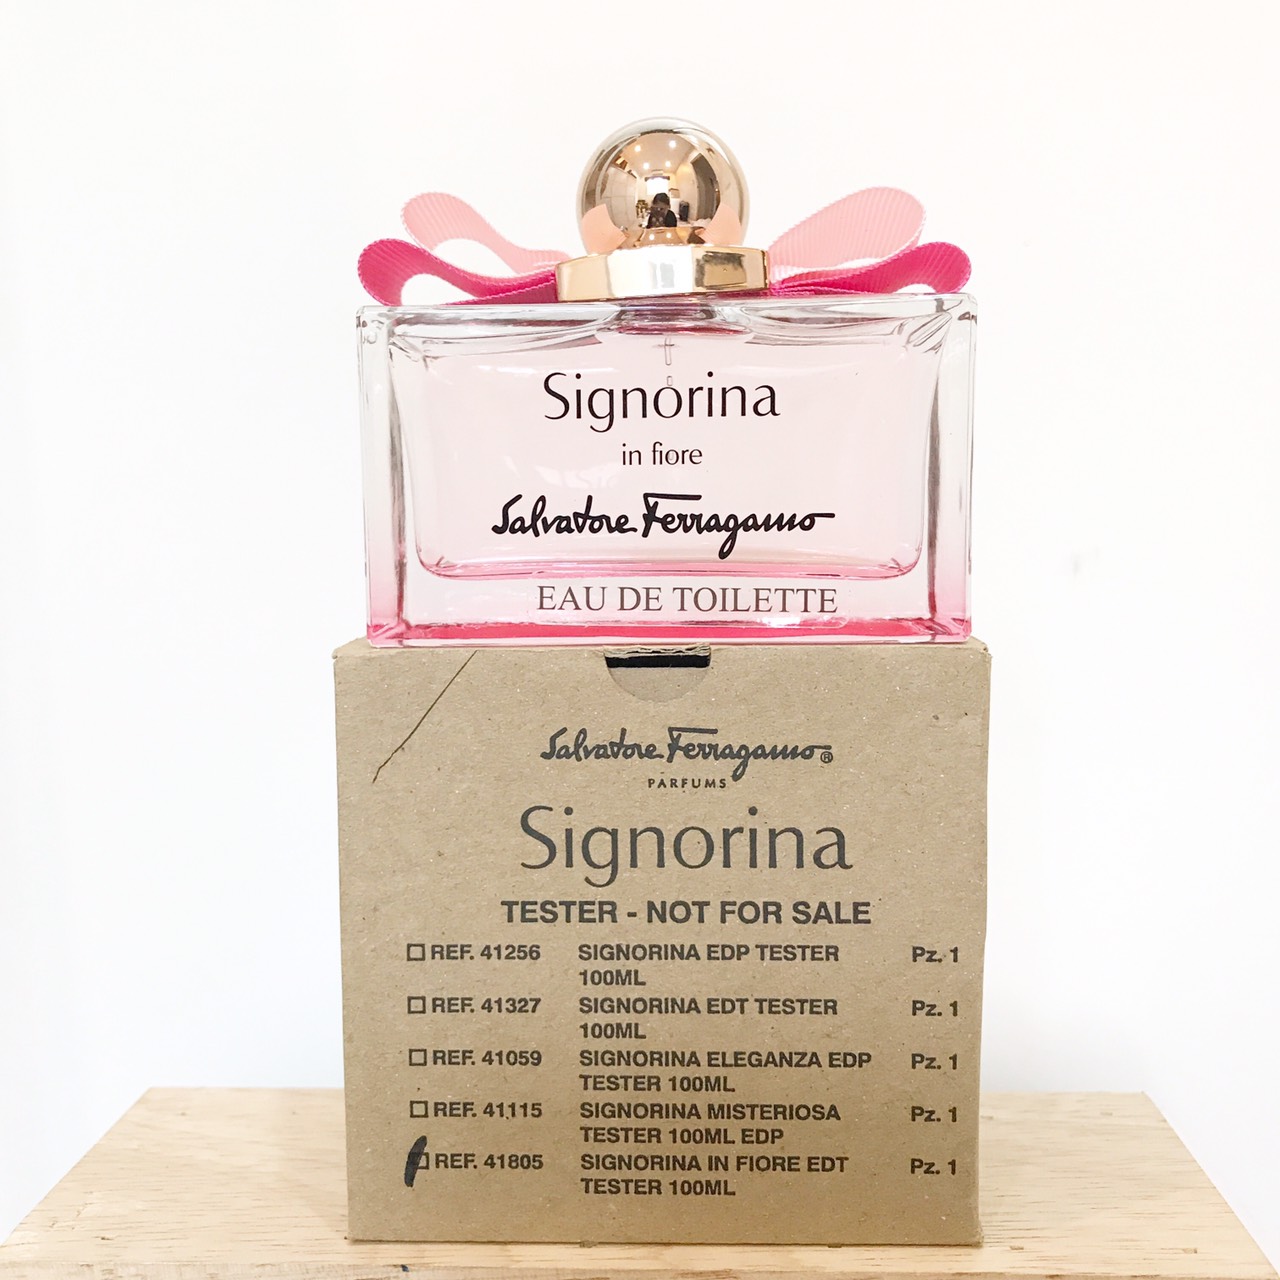 Signorina
in fiore
Salvatore Ferragamo
EAU DE TOILETTE
Salvatore Ferragamo®
PARFUMS
Signorina
TESTER - NOT FOR SALE
REF. 41256 SIGNORINA EDP TESTER Pz. 1
100ML
REF. 41327 SIGNORINA EDT TESTER Pz. 1
100ML
REF. 41059 SIGNORINA ELEGANZA EDP Pz. 1
TESTER 100ML
REF. 41115 SIGNORINA MISTERIOSA Pz. 1
TESTER 100ML EDP
REF. 41805 SIGNORINA IN FIORE EDT Pz. 1
TESTER 100ML